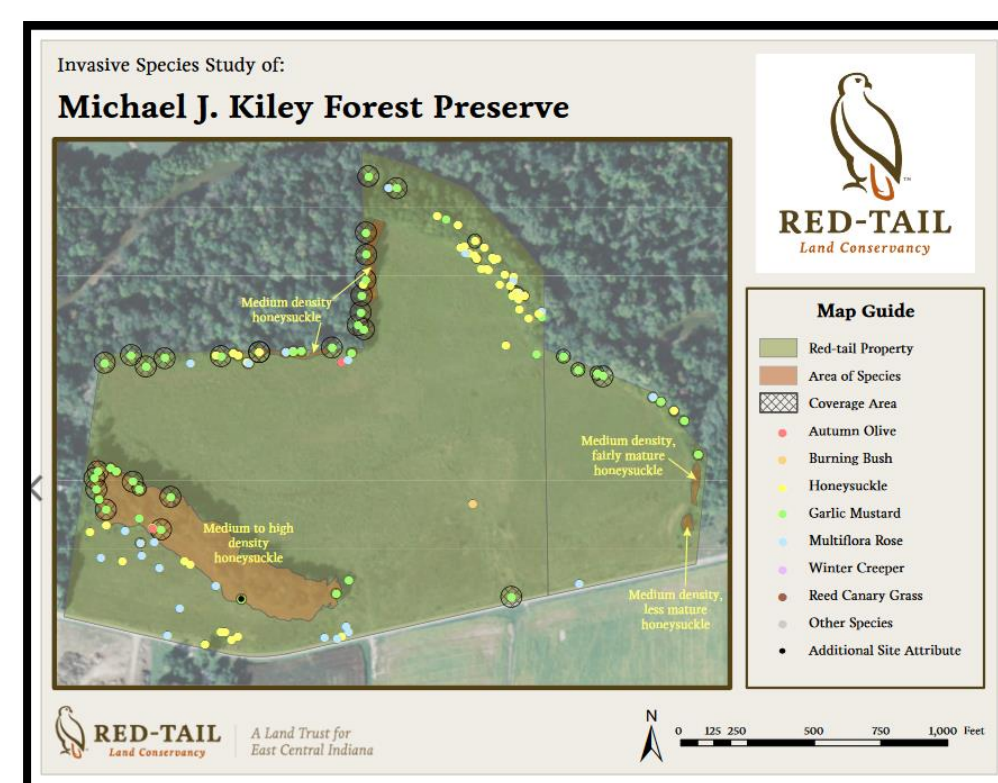 Invasive Species Study of:
Michael J. Kiley Forest Preserve
Medium density
honeysuckle
Medium density,
fairly mature
honeysuckle
Medium to high
density
honeysuckle
Medium density,
less mature
honeysuckle
RED-TAIL
Land Conservancy
Map Guide
Red-tail Property
Area of Species
Coverage Area
Autumn Olive
Burning Bush
Honeysuckle
Garlic Mustard
Multiflora Rose
Winter Creeper
Reed Canary Grass
Other Species
Additional Site Attribute
RED-TAIL
Land Conservancy
A Land Trust for
East Central Indiana
N
0 125 250 500 750 1,000 Feet